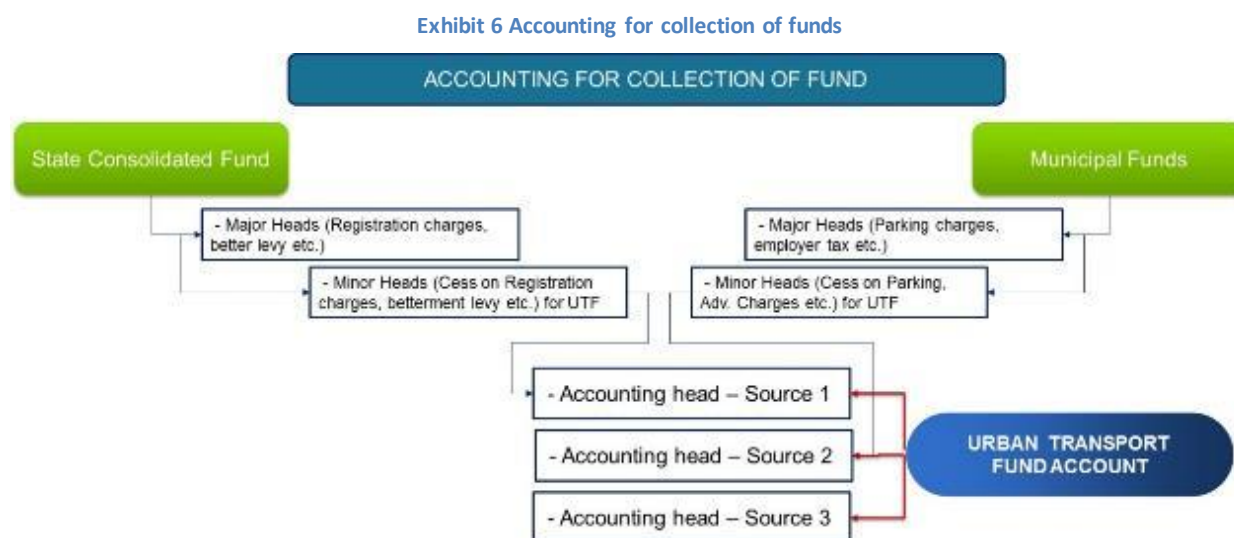 Exhibit 6 Accounting for collection of funds
ACCOUNTING FOR COLLECTION OF FUND
State Consolidated Fund
Municipal Funds
- Major Heads (Registration charges,
better levy etc.)
- Major Heads (Parking charges,
employer tax etc.)
- Minor Heads (Cess on Registration
charges, betterment levy etc.) for UTF
- Minor Heads (Cess on Parking,
Adv. Charges etc.) for UTF
- Accounting head – Source 1
- Accounting head – Source 2
- Accounting head – Source 3
URBAN TRANSPORT
FUND ACCOUNT